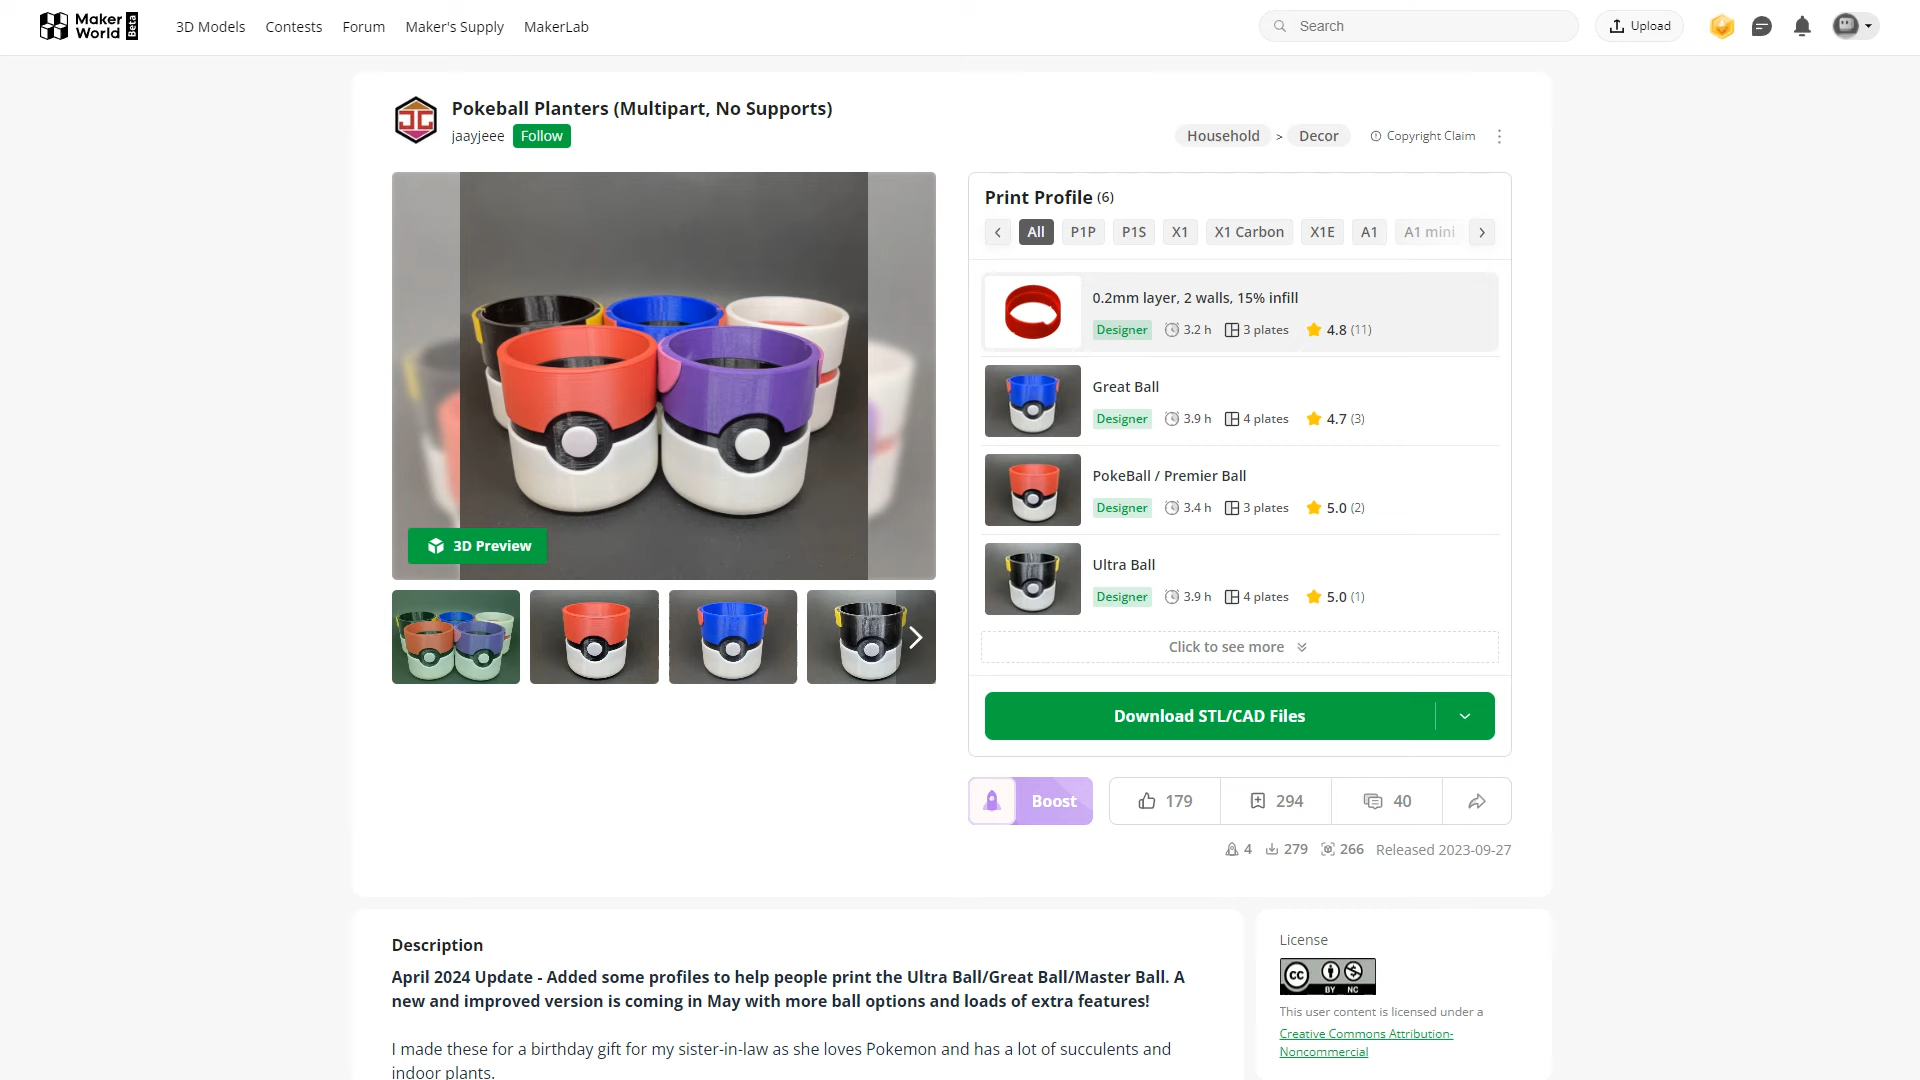 Maker
World Beta
3D Models Contests Forum Maker's Supply MakerLab
Search
Upload
Pokeball Planters (Multipart, No Supports)
jaayjeee Follow
Household > Decor Copyright Claim
3D Preview
Print Profile (6)
All P1P P1S X1 X1 Carbon X1E A1 A1 mini
0.2mm layer, 2 walls, 15% infill
Designer 3.2 h 3 plates 4.8 (11)
Great Ball
Designer 3.9 h 4 plates 4.7 (3)
PokeBall / Premier Ball
Designer 3.4 h 3 plates 5.0 (2)
Ultra Ball
Designer 3.9 h 4 plates 5.0 (1)
Click to see more
Download STL/CAD Files
Boost 179 294 40
4 279 266 Released 2023-09-27
Description
April 2024 Update - Added some profiles to help people print the Ultra Ball/Great Ball/Master Ball. A
new and improved version is coming in May with more ball options and loads of extra features!
I made these for a birthday gift for my sister-in-law as she loves Pokemon and has a lot of succulents and
indoor plants.
License
CC BY NC
This user content is licensed under a
Creative Commons Attribution-
Noncommercial